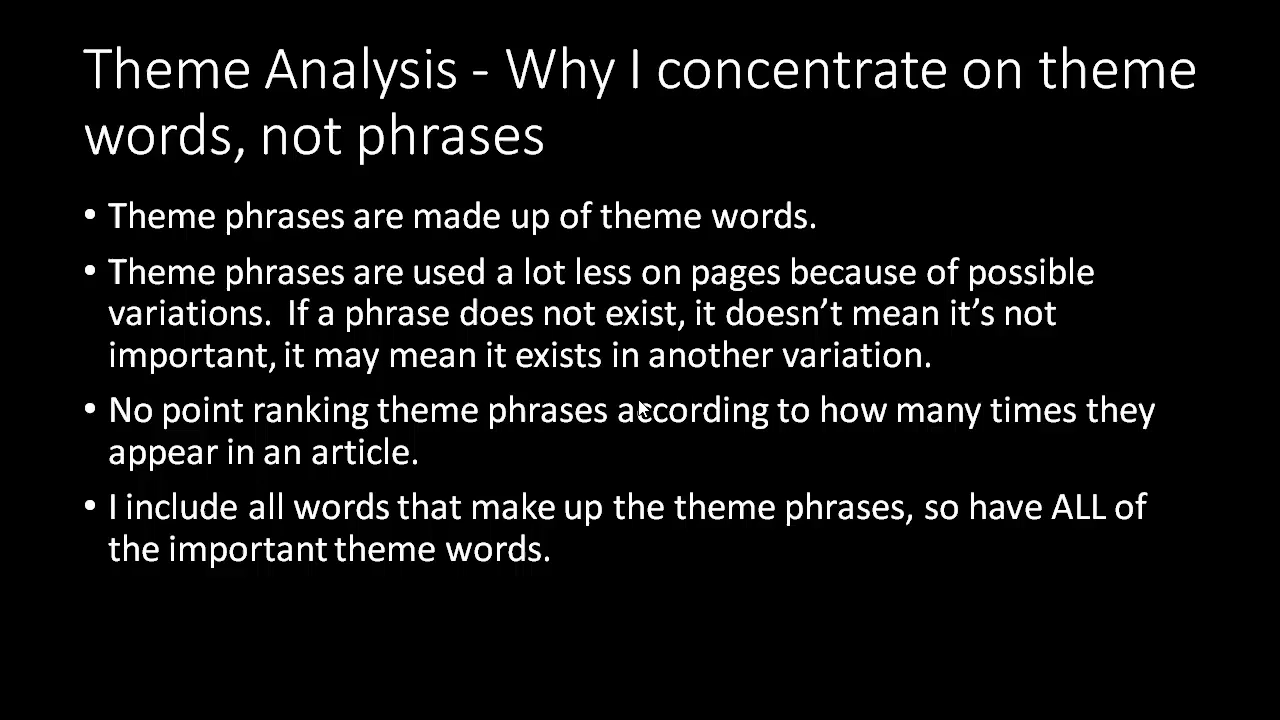 Theme Analysis - Why I concentrate on theme
words, not phrases
• Theme phrases are made up of theme words.
• Theme phrases are used a lot less on pages because of possible
variations.  If a phrase does not exist, it doesn’t mean it’s not
important, it may mean it exists in another variation.
• No point ranking theme phrases according to how many times they
appear in an article.
• I include all words that make up the theme phrases, so have ALL of
the important theme words.